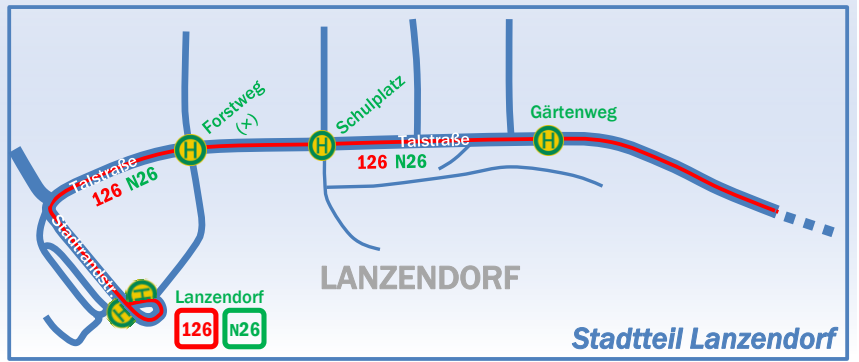 Forstweg
(x)
Schulplatz
Gärtenweg
H
H
H
Talstraße
Talstraße
126 N26
126 N26
Stadtrandstr.
H
H
Lanzendorf
126 N26
LANZENDORF
Stadtteil Lanzendorf